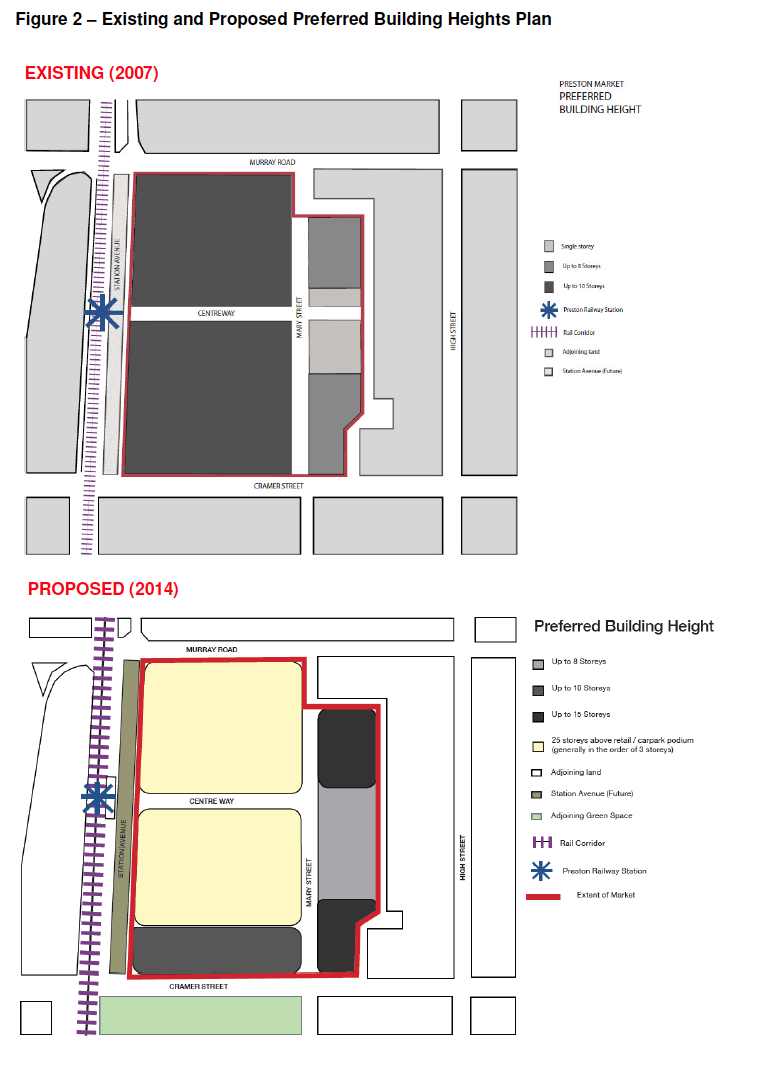 Figure 2 – Existing and Proposed Preferred Building Heights Plan
EXISTING (2007)
PRESTON MARKET
PREFERRED
BUILDING HEIGHT
MURRAY ROAD
STATION AVENUE
CENTREWAY
MARY STREET
HIGH STREET
CRAMER STREET
Single storey
Up to 8 Storeys
Up to 10 Storeys
Preston Railway Station
Rail Corridor
Adjoining land
Station Avenue (Future)
PROPOSED (2014)
MURRAY ROAD
STATION AVENUE
CENTRE WAY
MARY STREET
HIGH STREET
CRAMER STREET
Preferred Building Height
Up to 8 Storeys
Up to 10 Storeys
Up to 15 Storeys
25 storeys above retail / carpark podium
(generally in the order of 3 storeys)
Adjoining land
Station Avenue (Future)
Adjoining Green Space
Rail Corridor
Preston Railway Station
Extent of Market